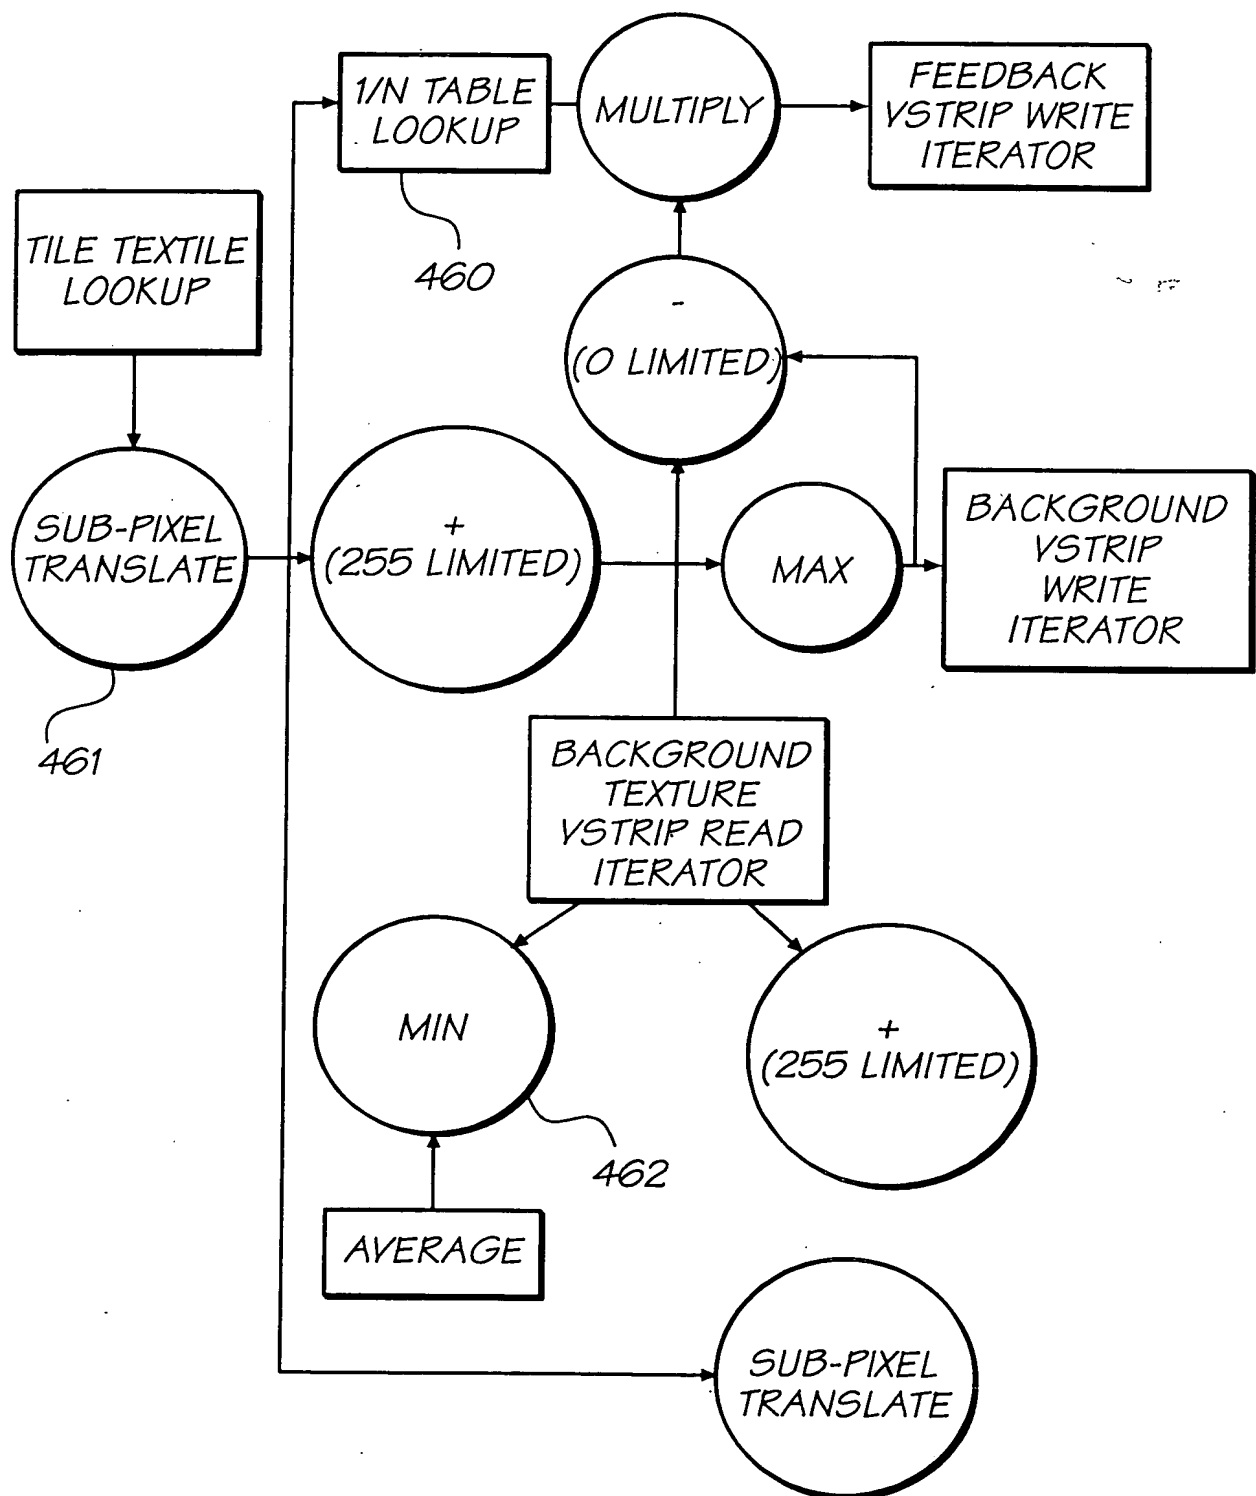 1/N TABLE
LOOKUP
MULTIPLY
FEEDBACK
VSTRIP WRITE
ITERATOR
460
TILE TEXTILE
LOOKUP
-
(0 LIMITED)
SUB-PIXEL
TRANSLATE
461
+
(255 LIMITED)
MAX
BACKGROUND
VSTRIP
WRITE
ITERATOR
BACKGROUND
TEXTURE
VSTRIP READ
ITERATOR
MIN
462
+
(255 LIMITED)
AVERAGE
SUB-PIXEL
TRANSLATE